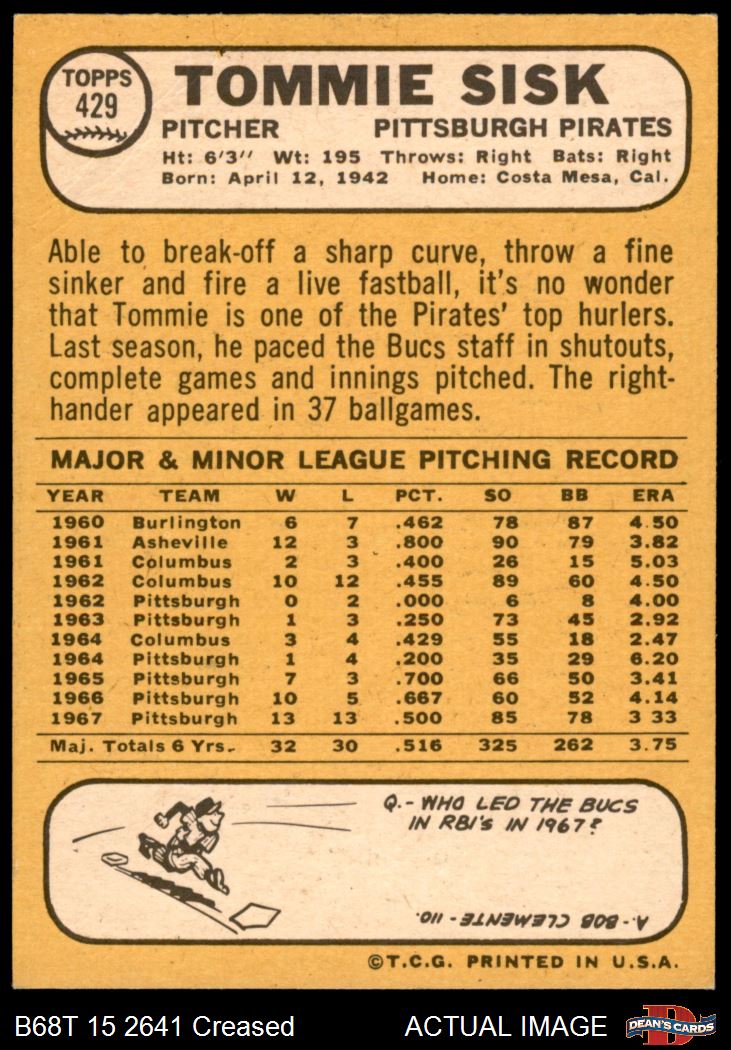 TOPPS
429
TOMMIE SISK
PITCHER PITTSBURGH PIRATES
Ht: 6'3" Wt: 195 Throws: Right Bats: Right
Born: April 12, 1942 Home: Costa Mesa, Cal.
Able to break-off a sharp curve, throw a fine
sinker and fire a live fastball, it's no wonder
that Tommie is one of the Pirates' top hurlers.
Last season, he paced the Bucs staff in shutouts,
complete games and innings pitched. The right-
hander appeared in 37 ballgames.
MAJOR & MINOR LEAGUE PITCHING RECORD
YEAR TEAM W L PCT. SO BB ERA
1960 Burlington 6 7 .462 78 87 4.50
1961 Asheville 12 3 .800 90 79 3.82
1961 Columbus 2 3 .400 26 15 5.03
1962 Columbus 10 12 .455 89 60 4.50
1962 Pittsburgh 0 2 .000 6 8 4.00
1963 Pittsburgh 1 3 .250 73 45 2.92
1964 Columbus 3 4 .429 55 18 2.47
1964 Pittsburgh 1 4 .200 35 29 6.20
1965 Pittsburgh 7 3 .700 66 50 3.41
1966 Pittsburgh 10 5 .667 60 52 4.14
1967 Pittsburgh 13 13 .500 85 78 3 33
Maj. Totals 6 Yrs. 32 30 .516 325 262 3.75
Q.- WHO LED THE BUCS
IN RBI'S IN 1967?
A.- BOB CLEMENTE - 110.
©T.C.G. PRINTED IN U.S.A.
B68T 15 2641 Creased ACTUAL IMAGE
D
DEAN'S CARDS